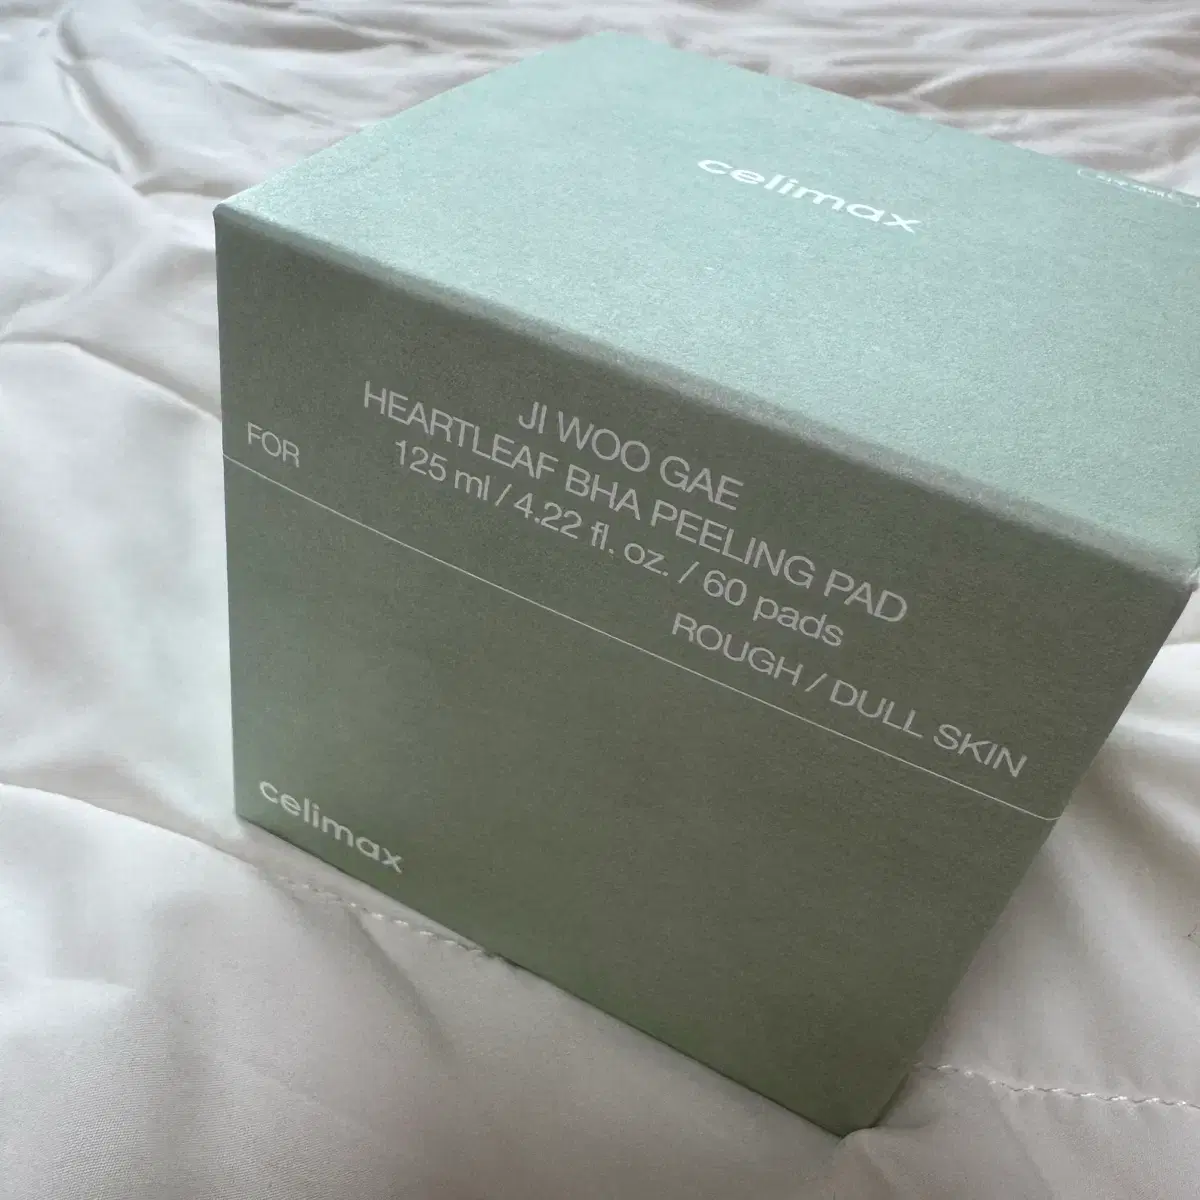 celimax
JI WOO GAE
HEARTLEAF BHA PEELING PAD
125 ml / 4.22 fl. oz. / 60 pads
FOR
ROUGH / DULL SKIN
celimax